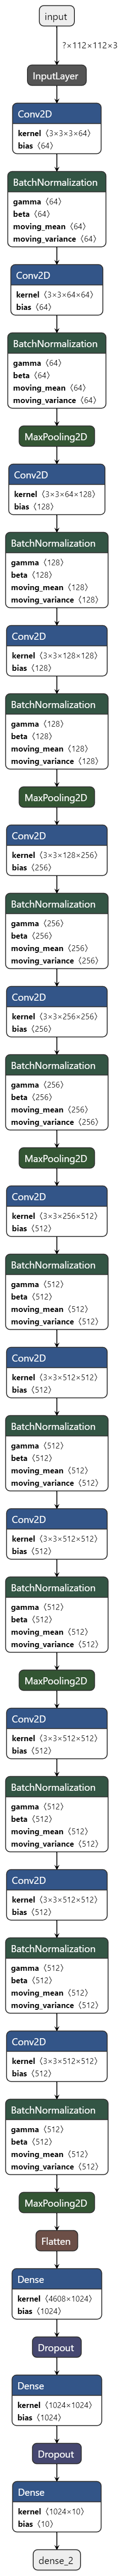 input
?×112×112×3
InputLayer
Conv2D
kernel ⟨3×3×3×64⟩
bias ⟨64⟩
BatchNormalization
gamma ⟨64⟩
beta ⟨64⟩
moving_mean ⟨64⟩
moving_variance ⟨64⟩
Conv2D
kernel ⟨3×3×64×64⟩
bias ⟨64⟩
BatchNormalization
gamma ⟨64⟩
beta ⟨64⟩
moving_mean ⟨64⟩
moving_variance ⟨64⟩
MaxPooling2D
Conv2D
kernel ⟨3×3×64×128⟩
bias ⟨128⟩
BatchNormalization
gamma ⟨128⟩
beta ⟨128⟩
moving_mean ⟨128⟩
moving_variance ⟨128⟩
Conv2D
kernel ⟨3×3×128×128⟩
bias ⟨128⟩
BatchNormalization
gamma ⟨128⟩
beta ⟨128⟩
moving_mean ⟨128⟩
moving_variance ⟨128⟩
MaxPooling2D
Conv2D
kernel ⟨3×3×128×256⟩
bias ⟨256⟩
BatchNormalization
gamma ⟨256⟩
beta ⟨256⟩
moving_mean ⟨256⟩
moving_variance ⟨256⟩
Conv2D
kernel ⟨3×3×256×256⟩
bias ⟨256⟩
BatchNormalization
gamma ⟨256⟩
beta ⟨256⟩
moving_mean ⟨256⟩
moving_variance ⟨256⟩
MaxPooling2D
Conv2D
kernel ⟨3×3×256×512⟩
bias ⟨512⟩
BatchNormalization
gamma ⟨512⟩
beta ⟨512⟩
moving_mean ⟨512⟩
moving_variance ⟨512⟩
Conv2D
kernel ⟨3×3×512×512⟩
bias ⟨512⟩
BatchNormalization
gamma ⟨512⟩
beta ⟨512⟩
moving_mean ⟨512⟩
moving_variance ⟨512⟩
Conv2D
kernel ⟨3×3×512×512⟩
bias ⟨512⟩
BatchNormalization
gamma ⟨512⟩
beta ⟨512⟩
moving_mean ⟨512⟩
moving_variance ⟨512⟩
MaxPooling2D
Conv2D
kernel ⟨3×3×512×512⟩
bias ⟨512⟩
BatchNormalization
gamma ⟨512⟩
beta ⟨512⟩
moving_mean ⟨512⟩
moving_variance ⟨512⟩
Conv2D
kernel ⟨3×3×512×512⟩
bias ⟨512⟩
BatchNormalization
gamma ⟨512⟩
beta ⟨512⟩
moving_mean ⟨512⟩
moving_variance ⟨512⟩
Conv2D
kernel ⟨3×3×512×512⟩
bias ⟨512⟩
BatchNormalization
gamma ⟨512⟩
beta ⟨512⟩
moving_mean ⟨512⟩
moving_variance ⟨512⟩
MaxPooling2D
Flatten
Dense
kernel ⟨4608×1024⟩
bias ⟨1024⟩
Dropout
Dense
kernel ⟨1024×1024⟩
bias ⟨1024⟩
Dropout
Dense
kernel ⟨1024×10⟩
bias ⟨10⟩
dense_2